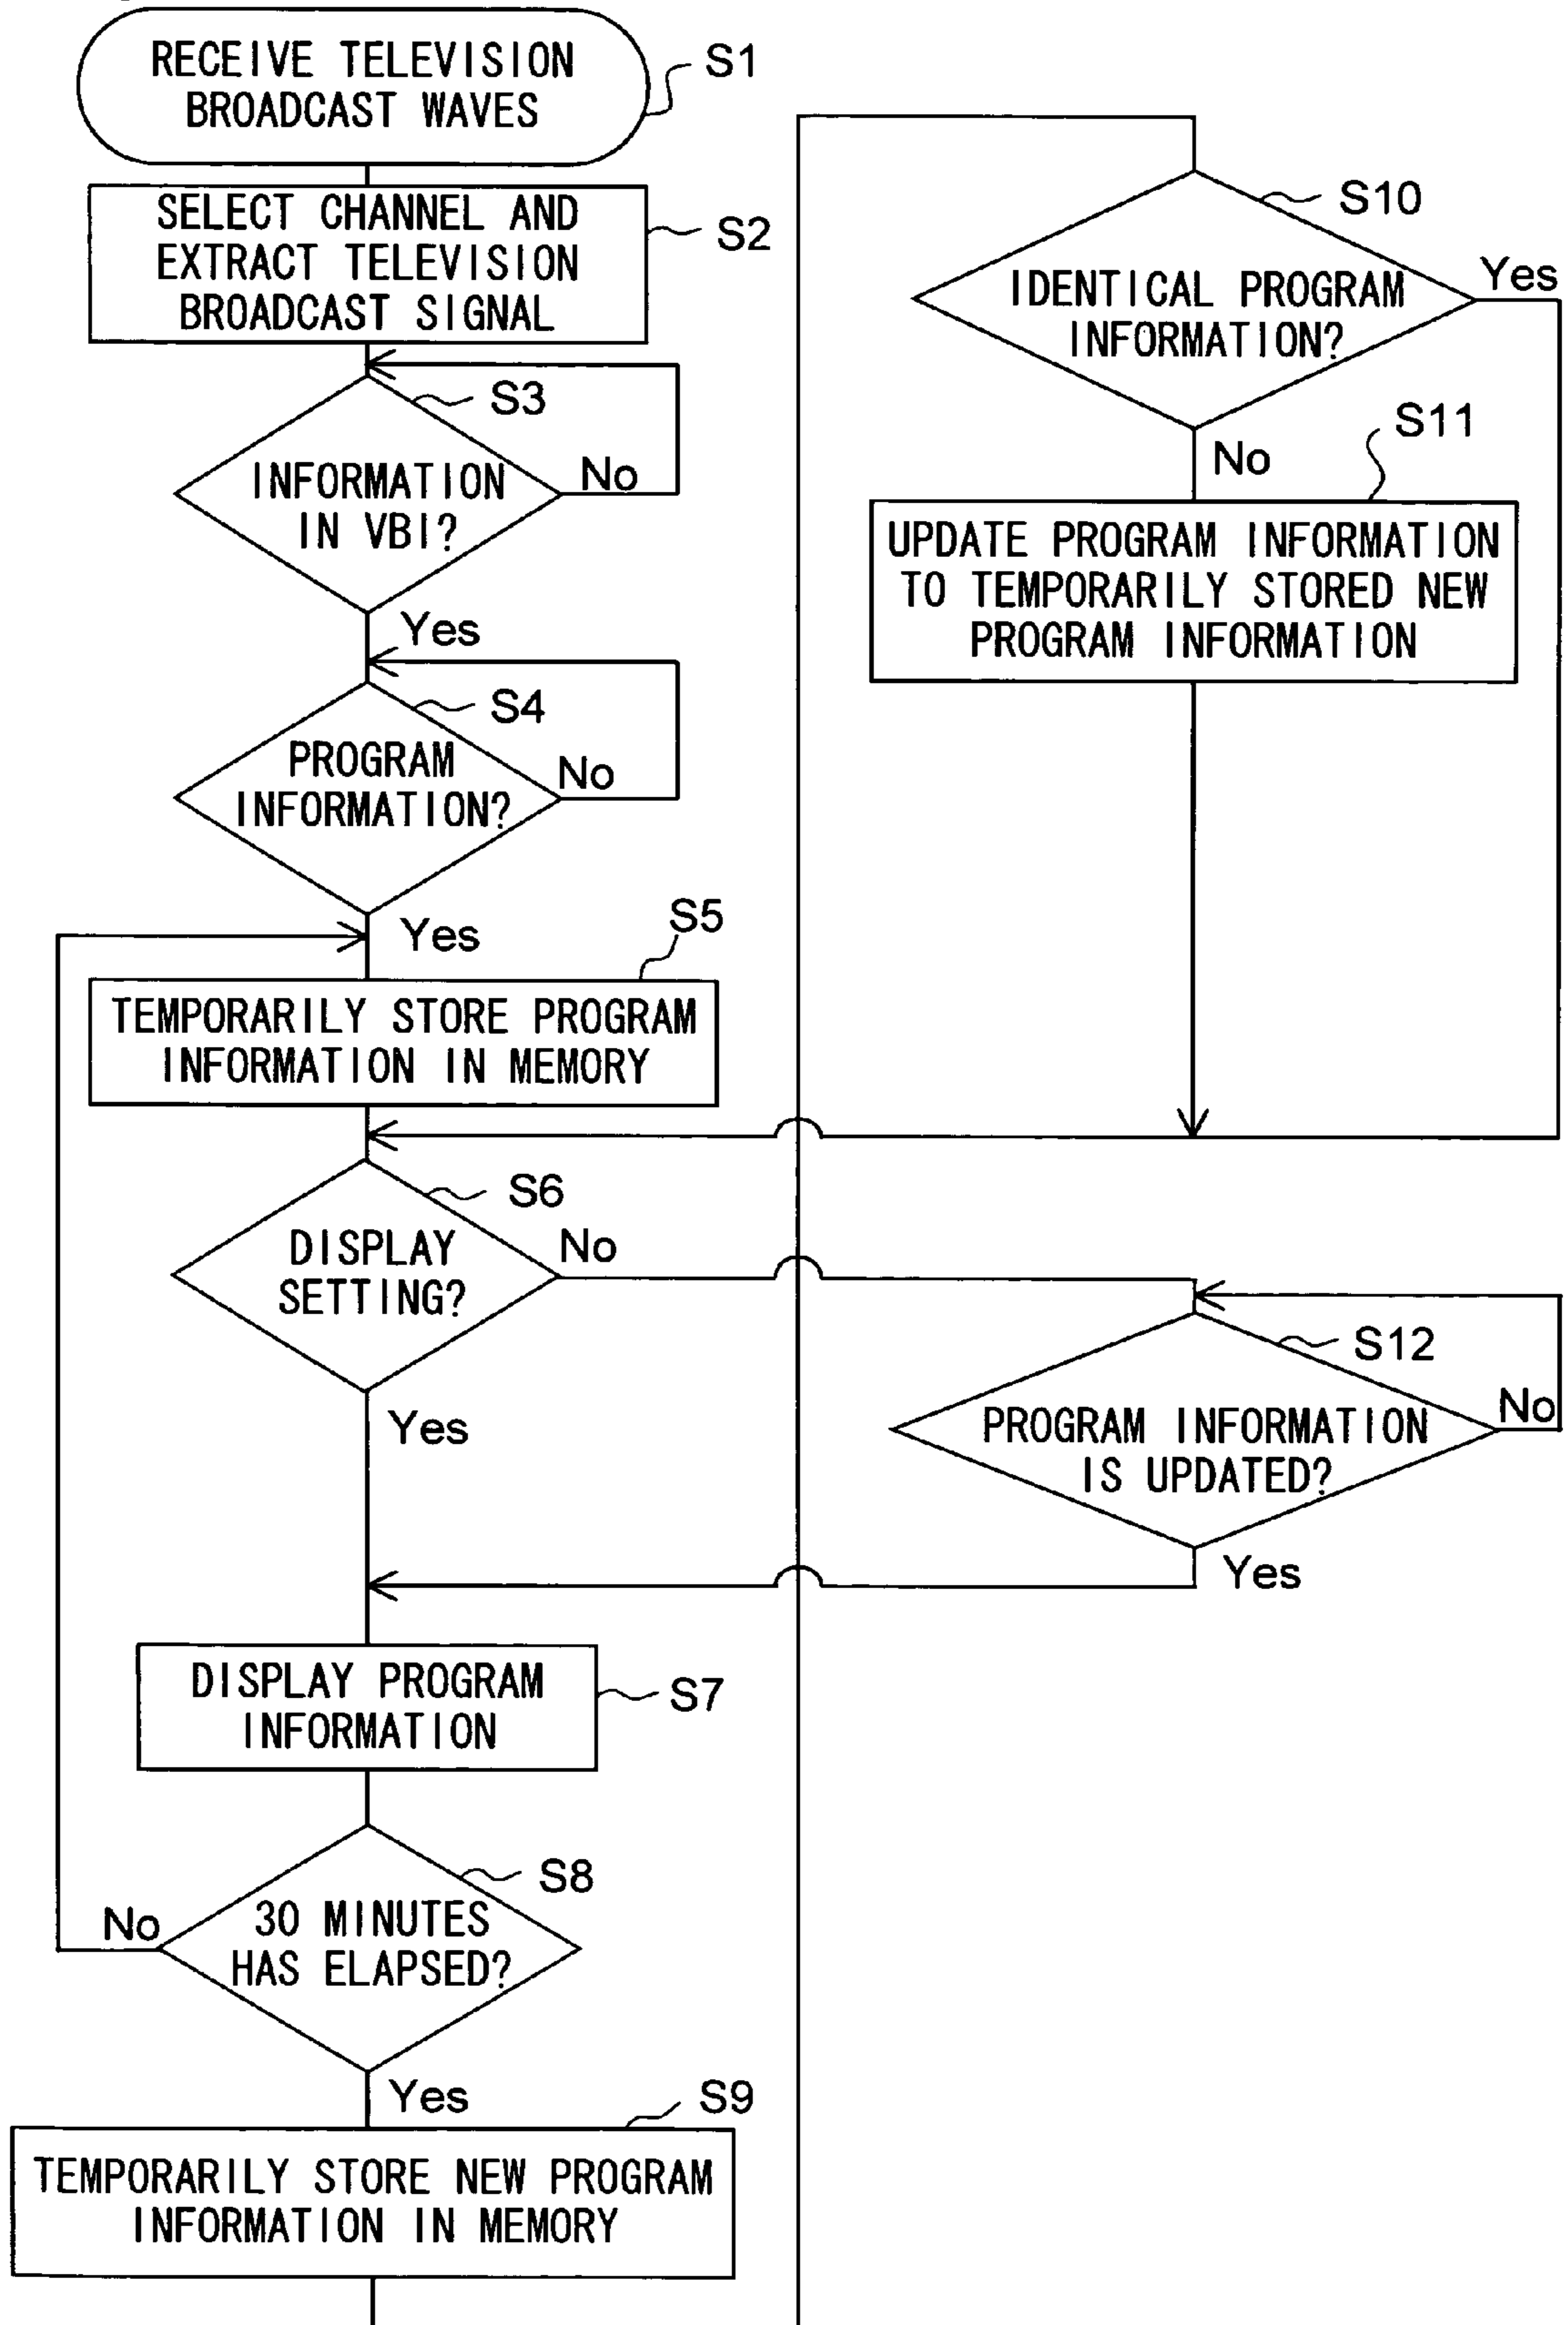 RECEIVE TELEVISION
BROADCAST WAVES
S1
SELECT CHANNEL AND
EXTRACT TELEVISION
BROADCAST SIGNAL
S2
S3
INFORMATION
IN VBI?
No
Yes
S4
PROGRAM
INFORMATION?
No
Yes
S5
TEMPORARILY STORE PROGRAM
INFORMATION IN MEMORY
S6
DISPLAY
SETTING?
No
Yes
DISPLAY PROGRAM
INFORMATION
S7
S8
30 MINUTES
HAS ELAPSED?
No
Yes
S9
TEMPORARILY STORE NEW PROGRAM
INFORMATION IN MEMORY
S10
IDENTICAL PROGRAM
INFORMATION?
Yes
No
S11
UPDATE PROGRAM INFORMATION
TO TEMPORARILY STORED NEW
PROGRAM INFORMATION
S12
PROGRAM INFORMATION
IS UPDATED?
No
Yes